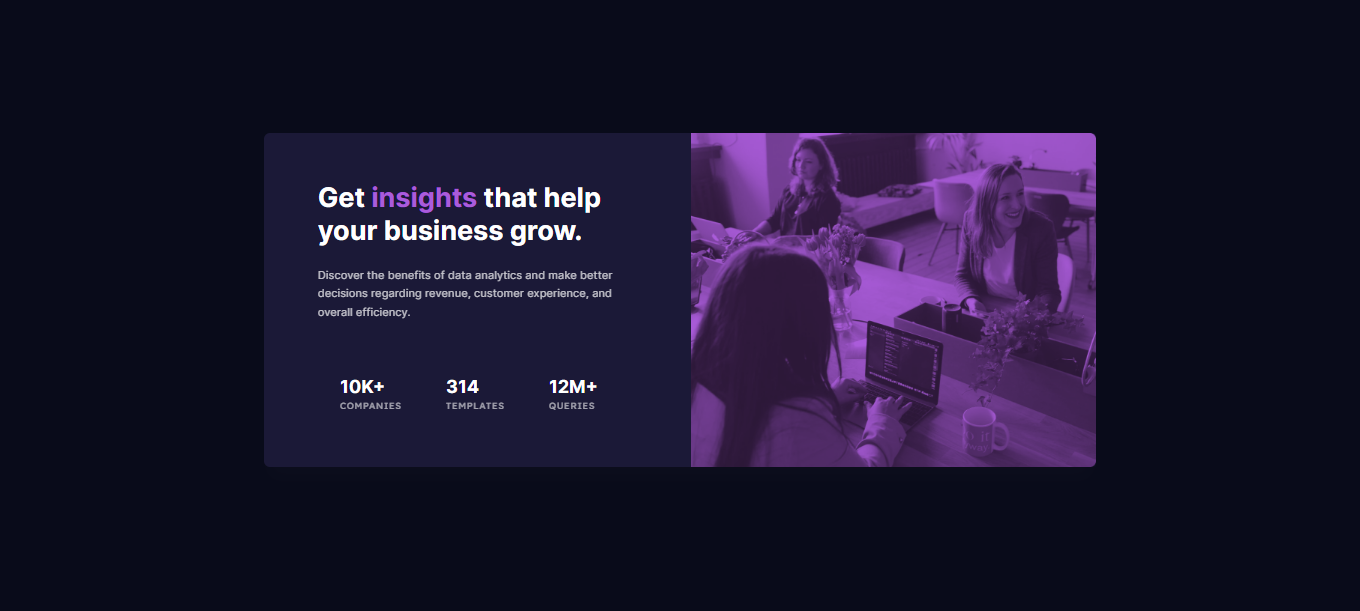 Get insights that help
your business grow.
Discover the benefits of data analytics and make better
decisions regarding revenue, customer experience, and
overall efficiency.
10K+ 314 12M+
COMPANIES TEMPLATES QUERIES